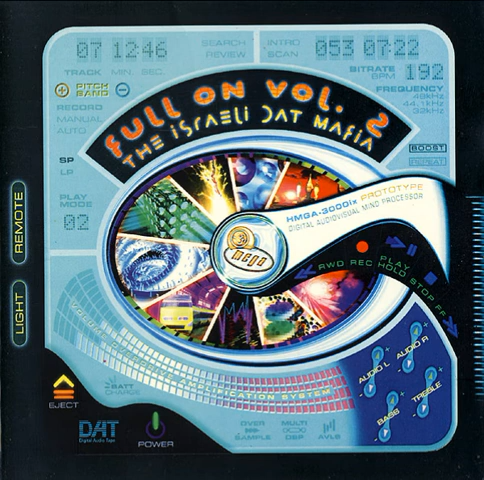 07 12:46
TRACK MIN. SEC.
SEARCH
REVIEW
INTRO
SCAN
053 07:22
BITRATE
BPM
192
FREQUENCY
48kHz
44.1kHz
32kHz
PITCH
BAND
RECORD
MANUAL
AUTO
FULL ON VOL. 2
THE ISRAELI DAT MAFIA
BOOST
REPEAT
SP
LP
PLAY
MODE
02
HMGA-3000ix PROTOTYPE
DIGITAL AUDIOVISUAL MIND PROCESSOR
REMOTE
LIGHT
PLAY
RWD REC HOLD STOP FF
AMPLIFICATION SYSTEM
AUDIO L
AUDIO R
BASS
TREBLE
EJECT
BATT
CHARGE
DAT
Digital Audio Tape
POWER
OVER
SAMPLE
MULTI
DSP
AVLS